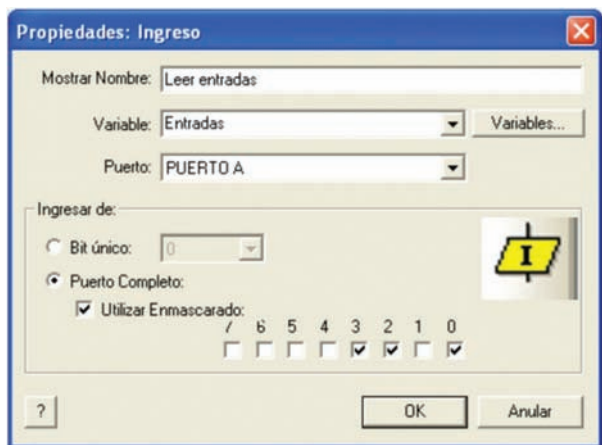 Propiedades: Ingreso
Mostrar Nombre: Leer entradas
Variable: Entradas Variables...
Puerto: PUERTO A
Ingresar de:
Bit único: 0
I
Puerto Completo:
Utilizar Enmascarado:
7 6 5 4 3 2 1 0
? OK Anular